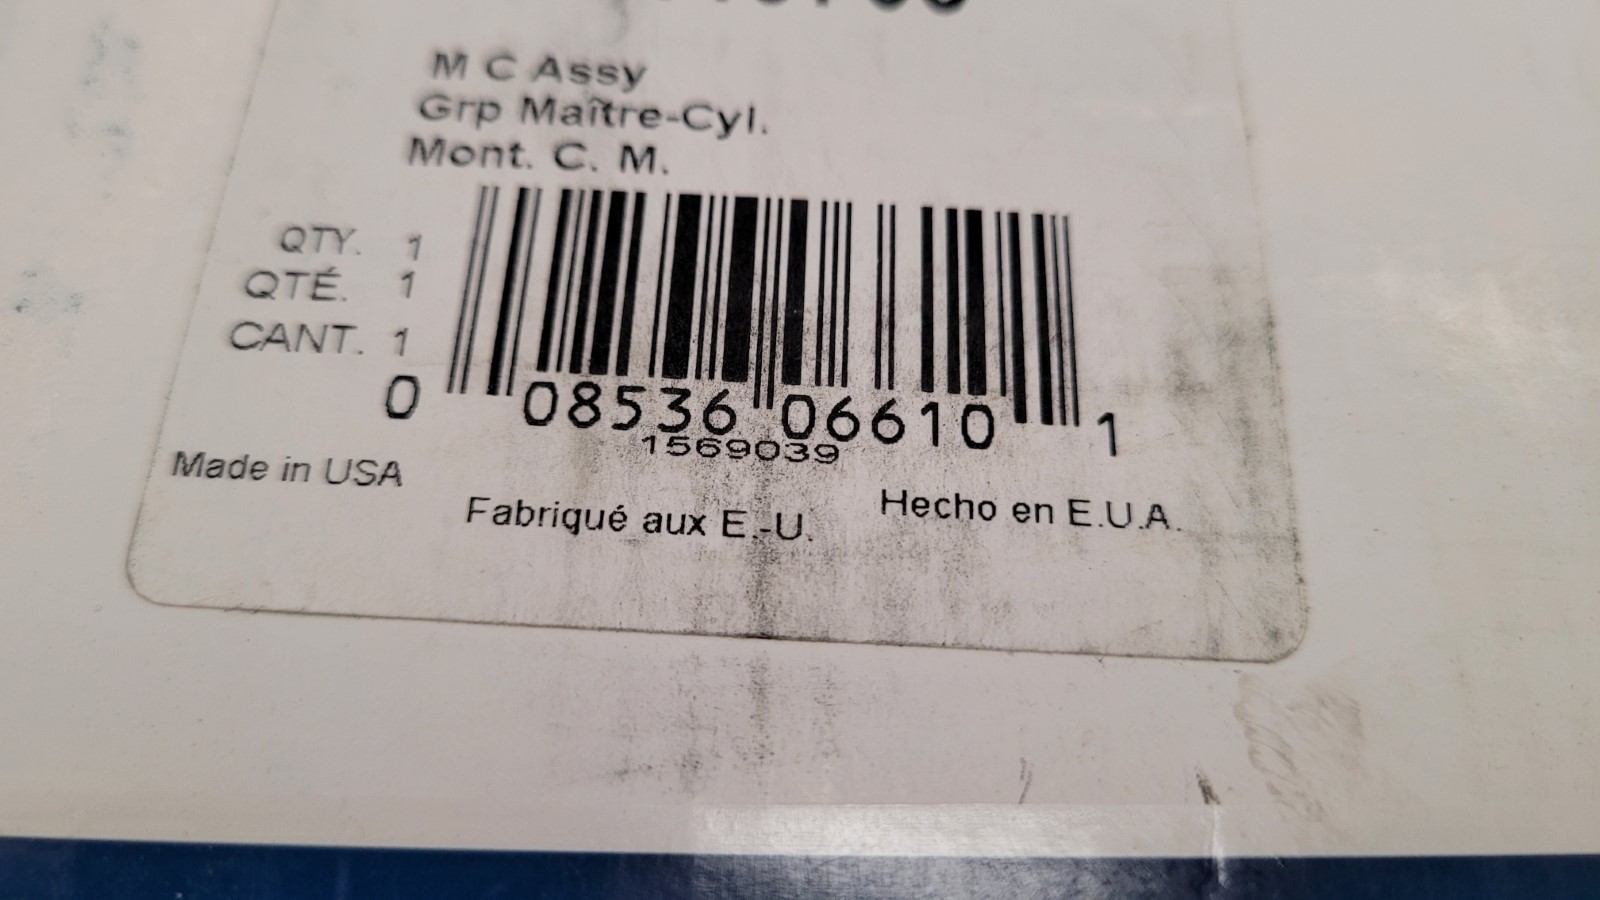 M C Assy
Grp Maître-Cyl.
Mont. C. M.
QTY. 1
QTÉ. 1
CANT. 1
0 08536 06610 1
1569039
Made in USA
Fabriqué aux E.-U.
Hecho en E.U.A.